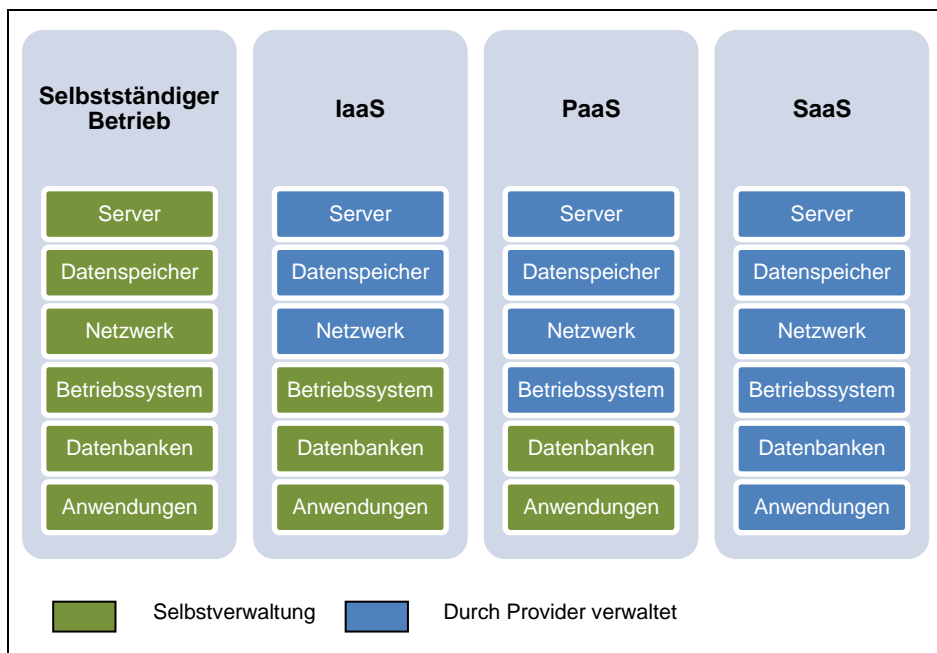 Selbstständiger
Betrieb
IaaS
PaaS
SaaS
Server
Server
Server
Server
Datenspeicher
Datenspeicher
Datenspeicher
Datenspeicher
Netzwerk
Netzwerk
Netzwerk
Netzwerk
Betriebssystem
Betriebssystem
Betriebssystem
Betriebssystem
Datenbanken
Datenbanken
Datenbanken
Datenbanken
Anwendungen
Anwendungen
Anwendungen
Anwendungen
Selbstverwaltung
Durch Provider verwaltet